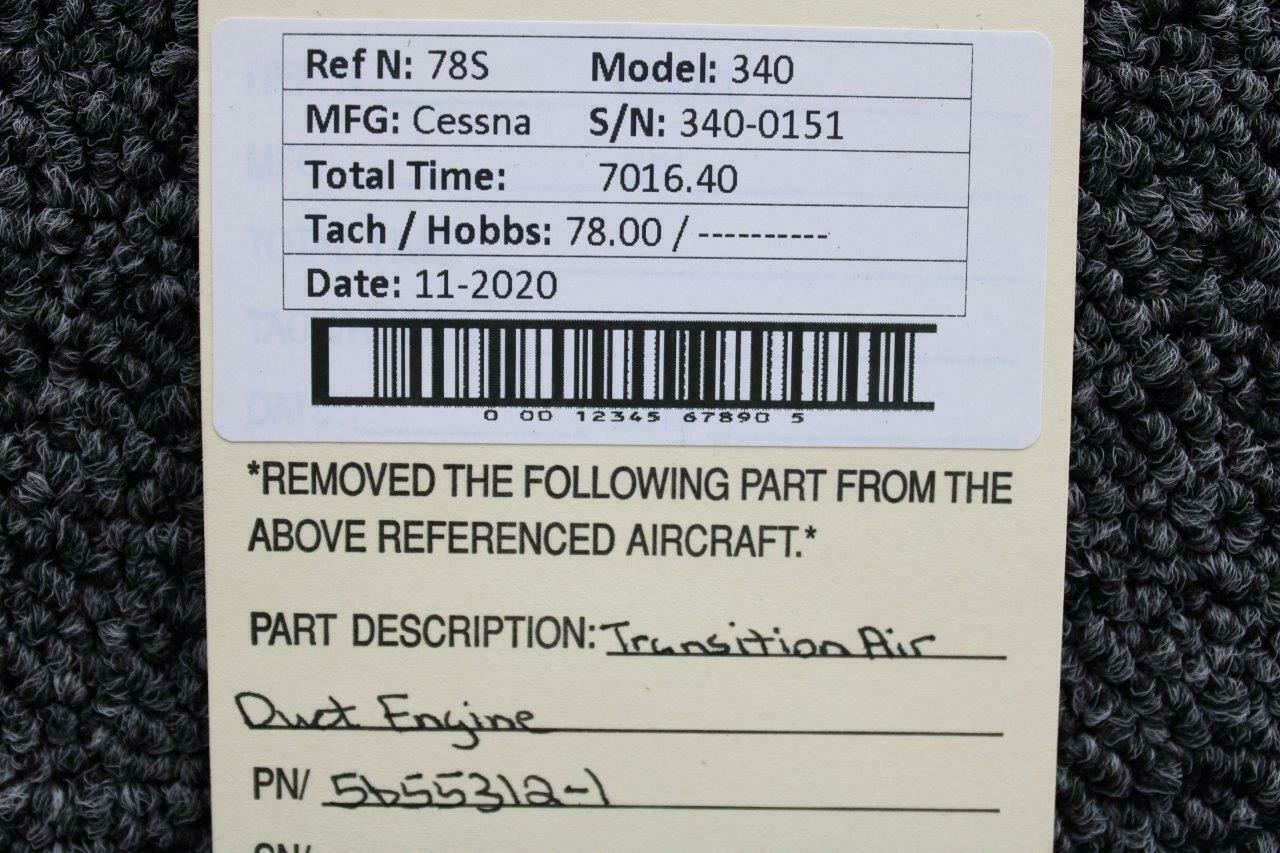 Ref N: 78S Model: 340
MFG: Cessna S/N: 340-0151
Total Time: 7016.40
Tach / Hobbs: 78.00 / ----------
Date: 11-2020
0 00 12345 67890 5
*REMOVED THE FOLLOWING PART FROM THE
ABOVE REFERENCED AIRCRAFT.*
PART DESCRIPTION: Transition Air
Duct Engine
PN/ 5655312-1